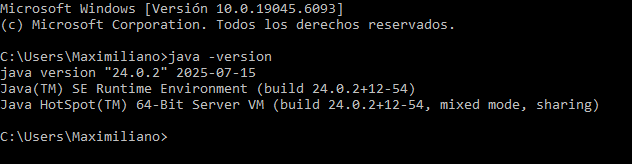 Microsoft Windows [Versión 10.0.19045.6093]
(c) Microsoft Corporation. Todos los derechos reservados.
C:\Users\Maximiliano>java -version
java version "24.0.2" 2025-07-15
Java(TM) SE Runtime Environment (build 24.0.2+12-54)
Java HotSpot(TM) 64-Bit Server VM (build 24.0.2+12-54, mixed mode, sharing)
C:\Users\Maximiliano>